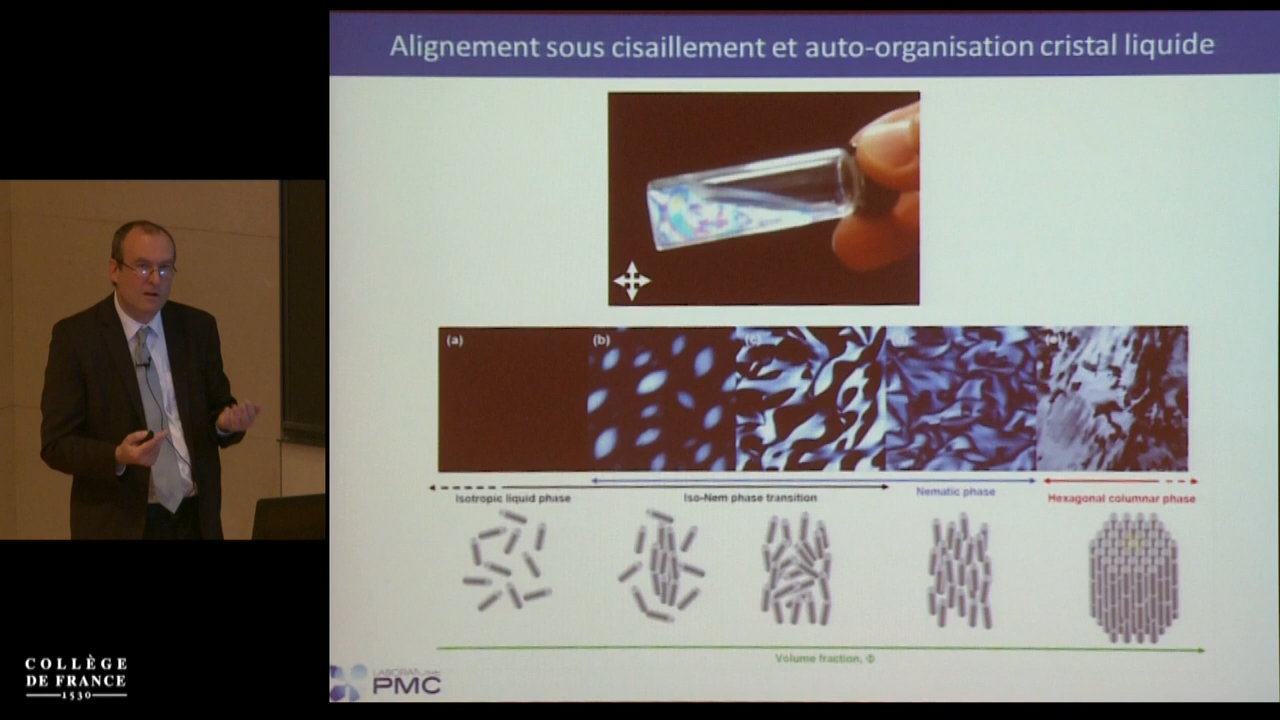 Alignement sous cisaillement et auto-organisation cristal liquide
(a)
(b)
(c)
(e)
Isotropic liquid phase
Iso-Nem phase transition
Nematic phase
Hexagonal columnar phase
Volume fraction, Φ
PMC
COLLÈGE
DE FRANCE
1530